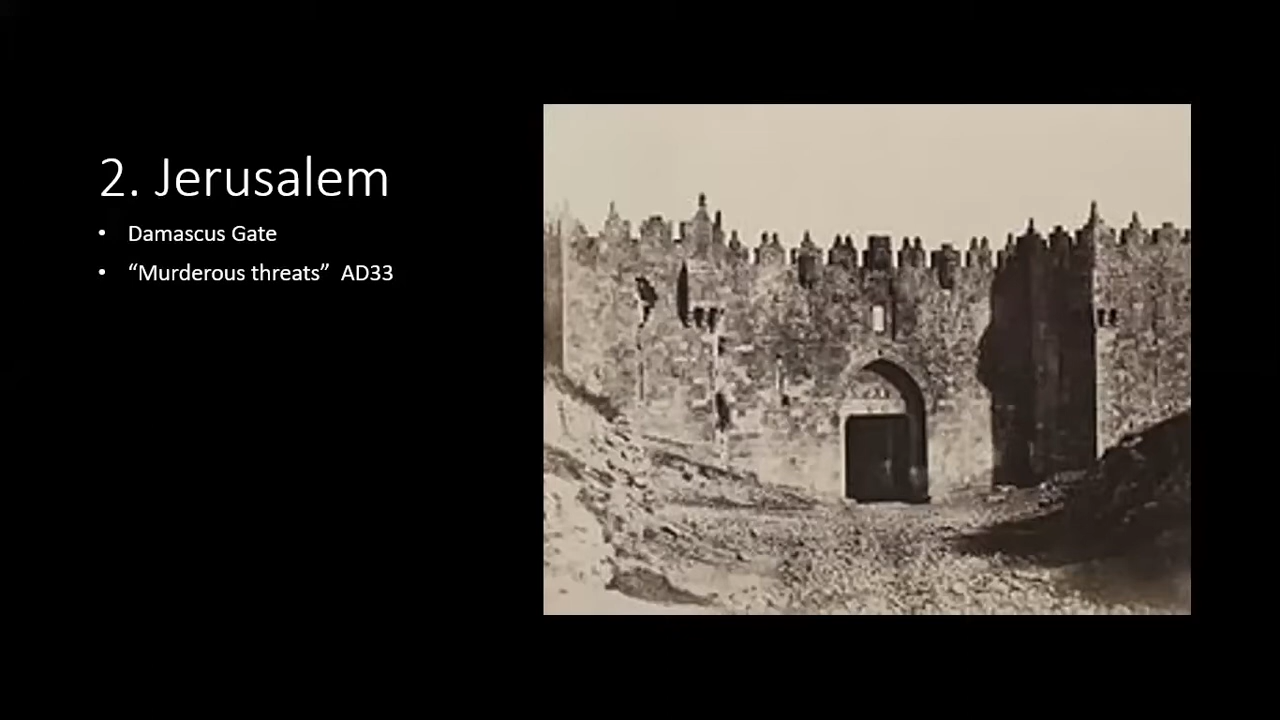 2. Jerusalem
• Damascus Gate
• “Murderous threats”  AD33